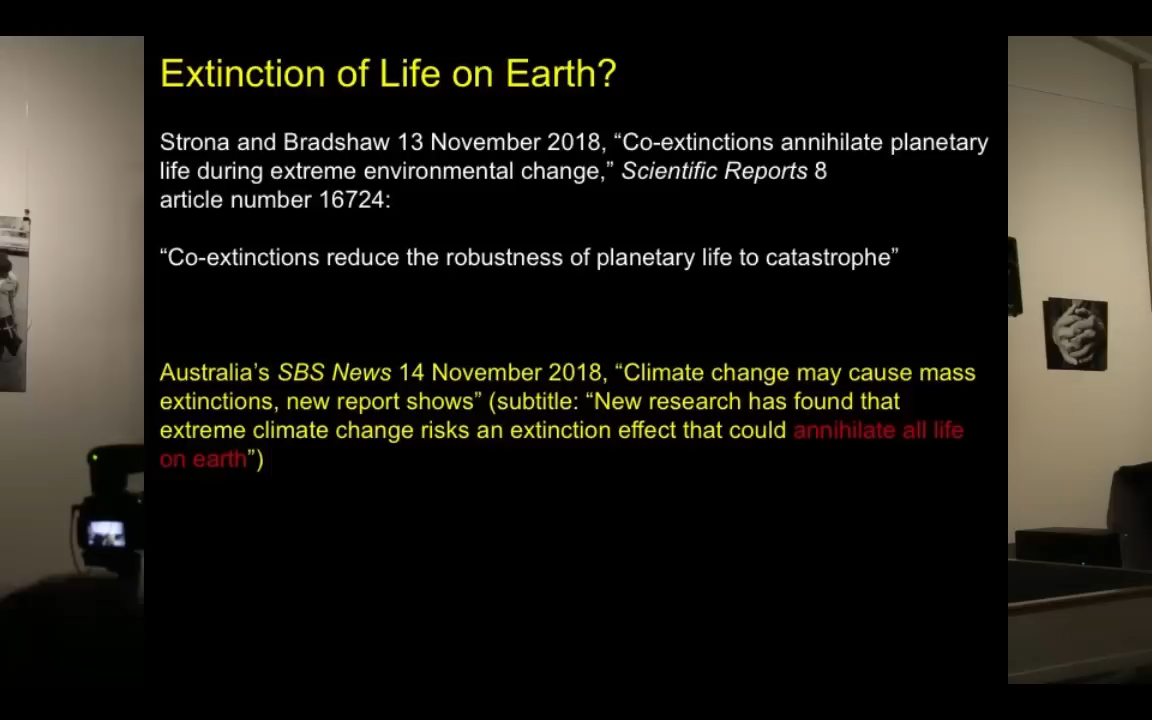 Extinction of Life on Earth?
Strona and Bradshaw 13 November 2018, “Co-extinctions annihilate planetary
life during extreme environmental change,” Scientific Reports 8
article number 16724:
“Co-extinctions reduce the robustness of planetary life to catastrophe”
Australia’s SBS News 14 November 2018, “Climate change may cause mass
extinctions, new report shows” (subtitle: “New research has found that
extreme climate change risks an extinction effect that could annihilate all life
on earth”)